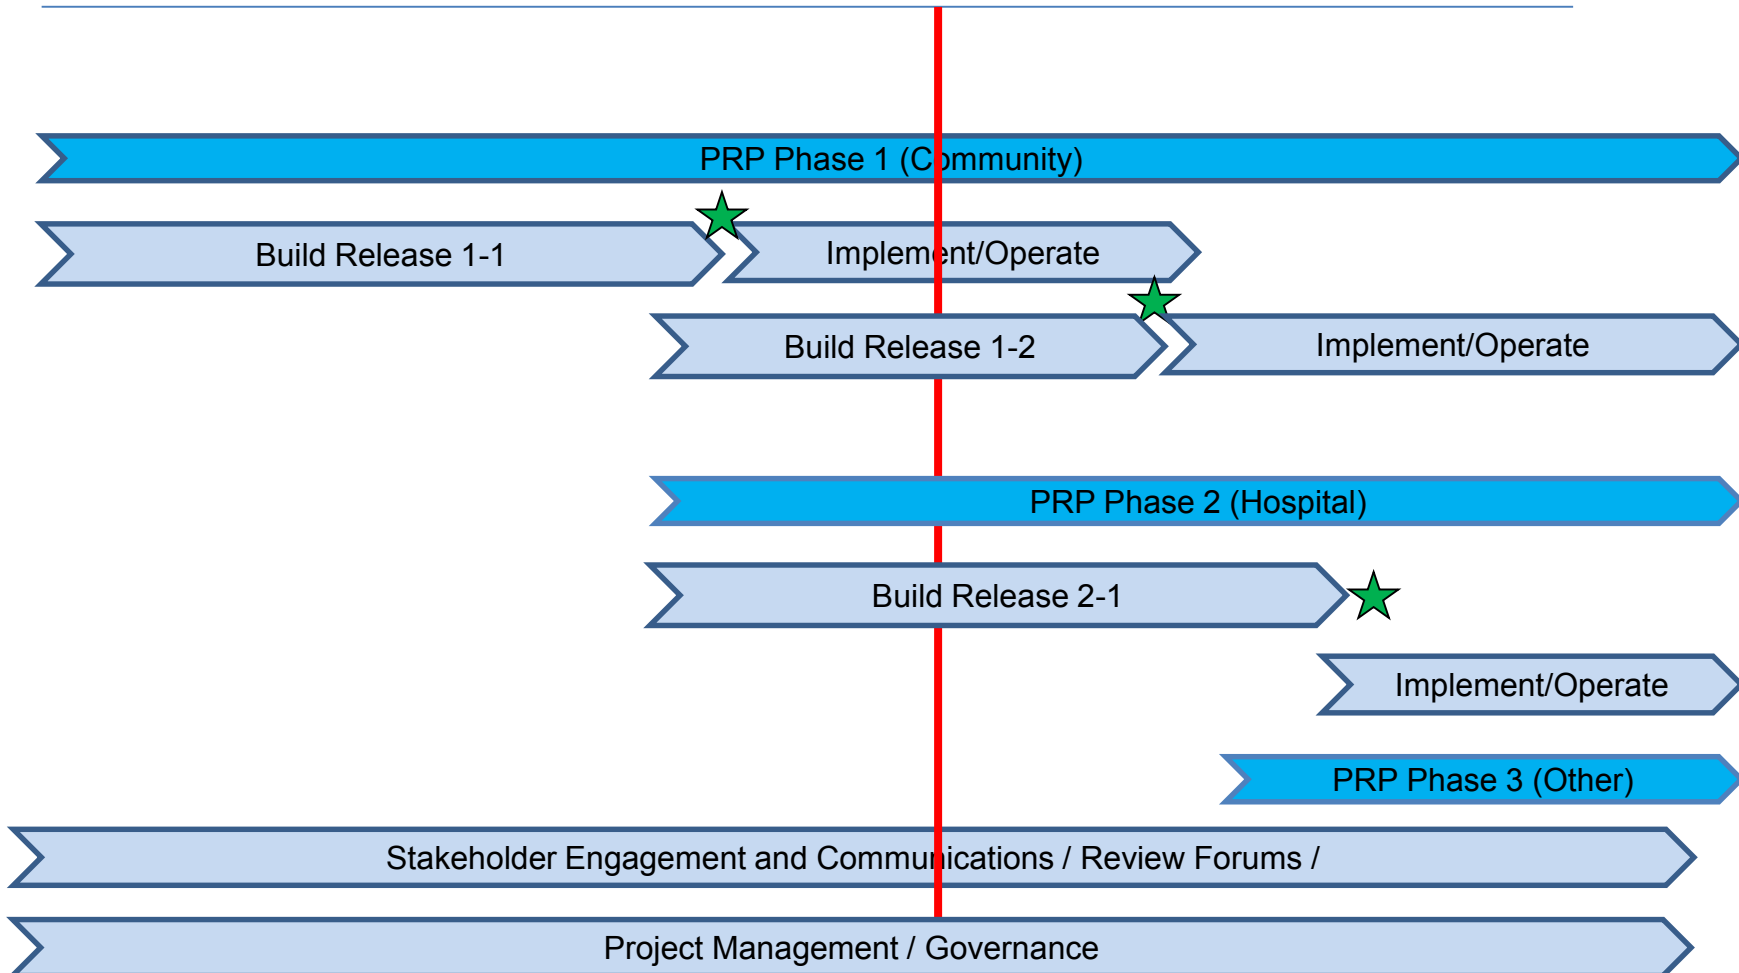 PRP Phase 1 (Community)
Build Release 1-1
Implement/Operate
Build Release 1-2
Implement/Operate
PRP Phase 2 (Hospital)
Build Release 2-1
Implement/Operate
PRP Phase 3 (Other)
Stakeholder Engagement and Communications / Review Forums /
Project Management / Governance